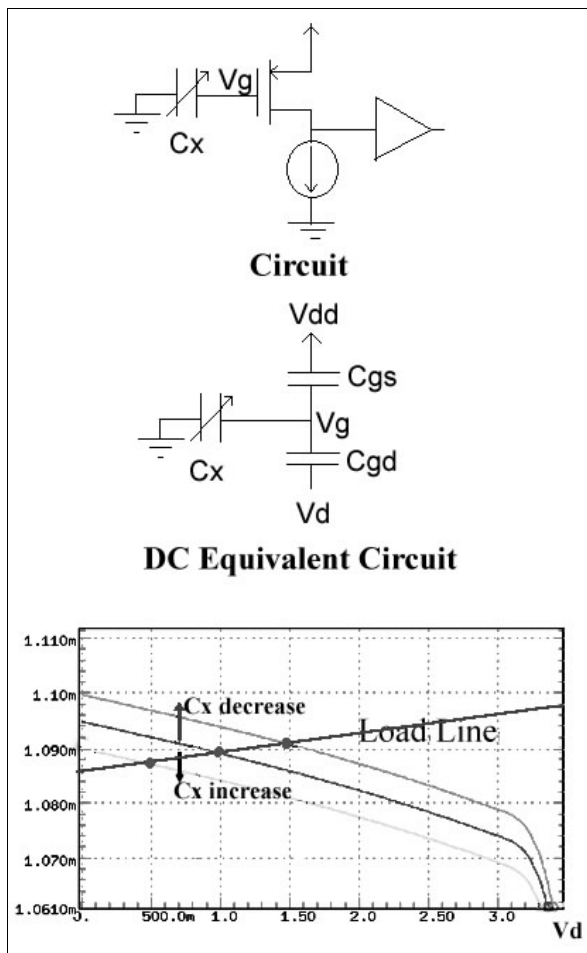 Vg
Cx
Circuit
Vdd
Cgs
Vg
Cgd
Cx
Vd
DC Equivalent Circuit
1.110m
1.10
Cx decrease
Load Line
1.090m
Cx increase
1.080m
1.070m
1.0610m
0. 500.0m 1.0 1.50 2.0 2.50 3.0
Vd